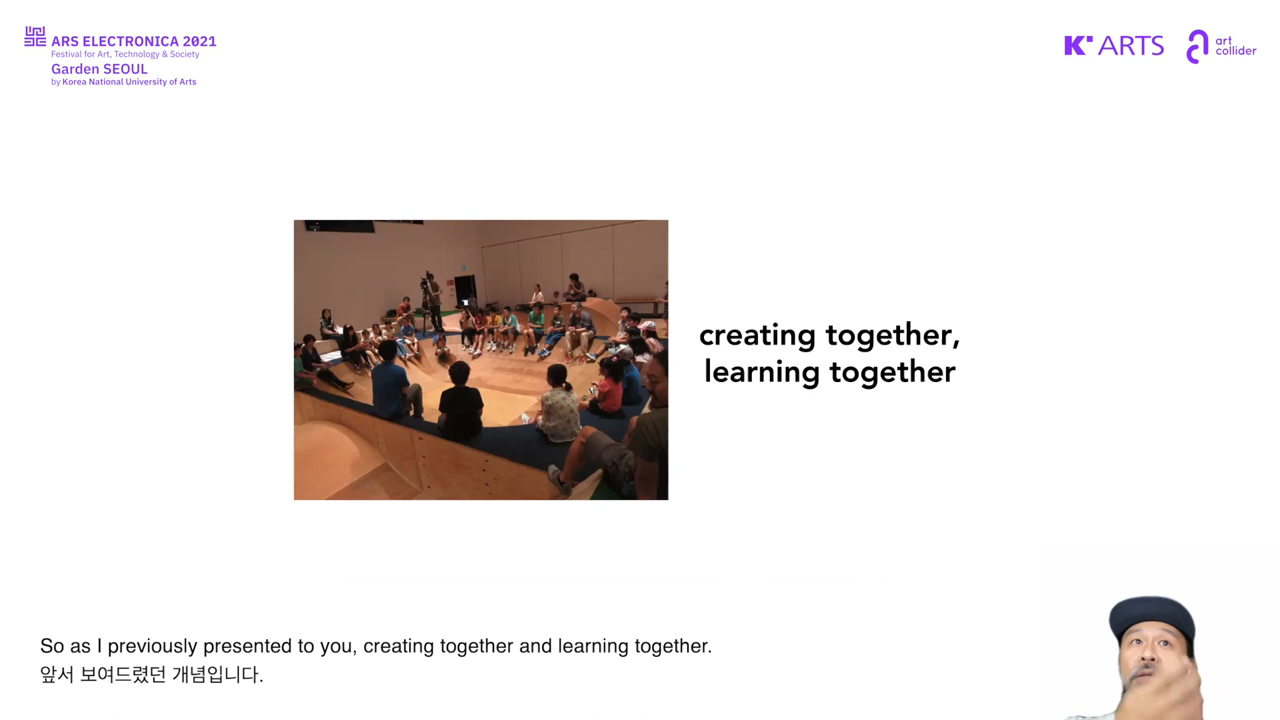 ARS ELECTRONICA 2021
Festival for Art, Technology & Society
Garden SEOUL
by Korea National University of Arts
K ARTS
art
collider
creating together,
learning together
So as I previously presented to you, creating together and learning together.
앞서 보여드렸던 개념입니다.